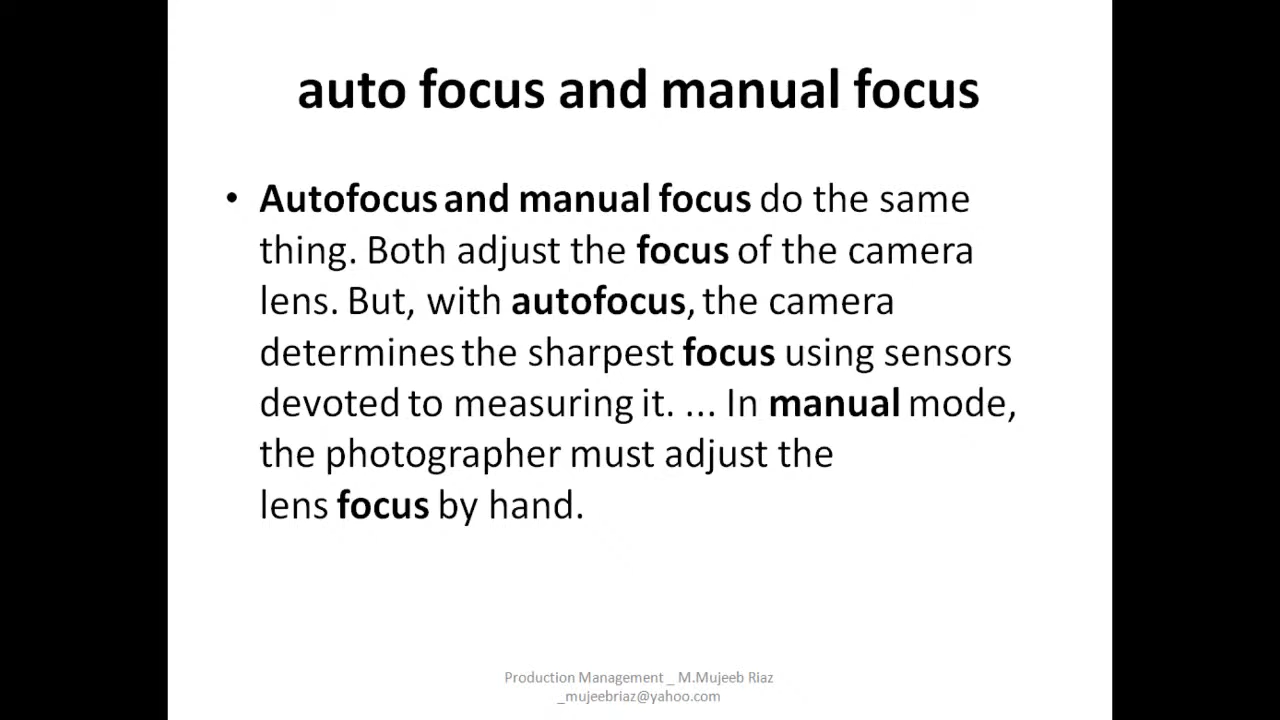 auto focus and manual focus
• Autofocus and manual focus do the same
thing. Both adjust the focus of the camera
lens. But, with autofocus, the camera
determines the sharpest focus using sensors
devoted to measuring it. ... In manual mode,
the photographer must adjust the
lens focus by hand.
Production Management _ M.Mujeeb Riaz
_mujeebriaz@yahoo.com